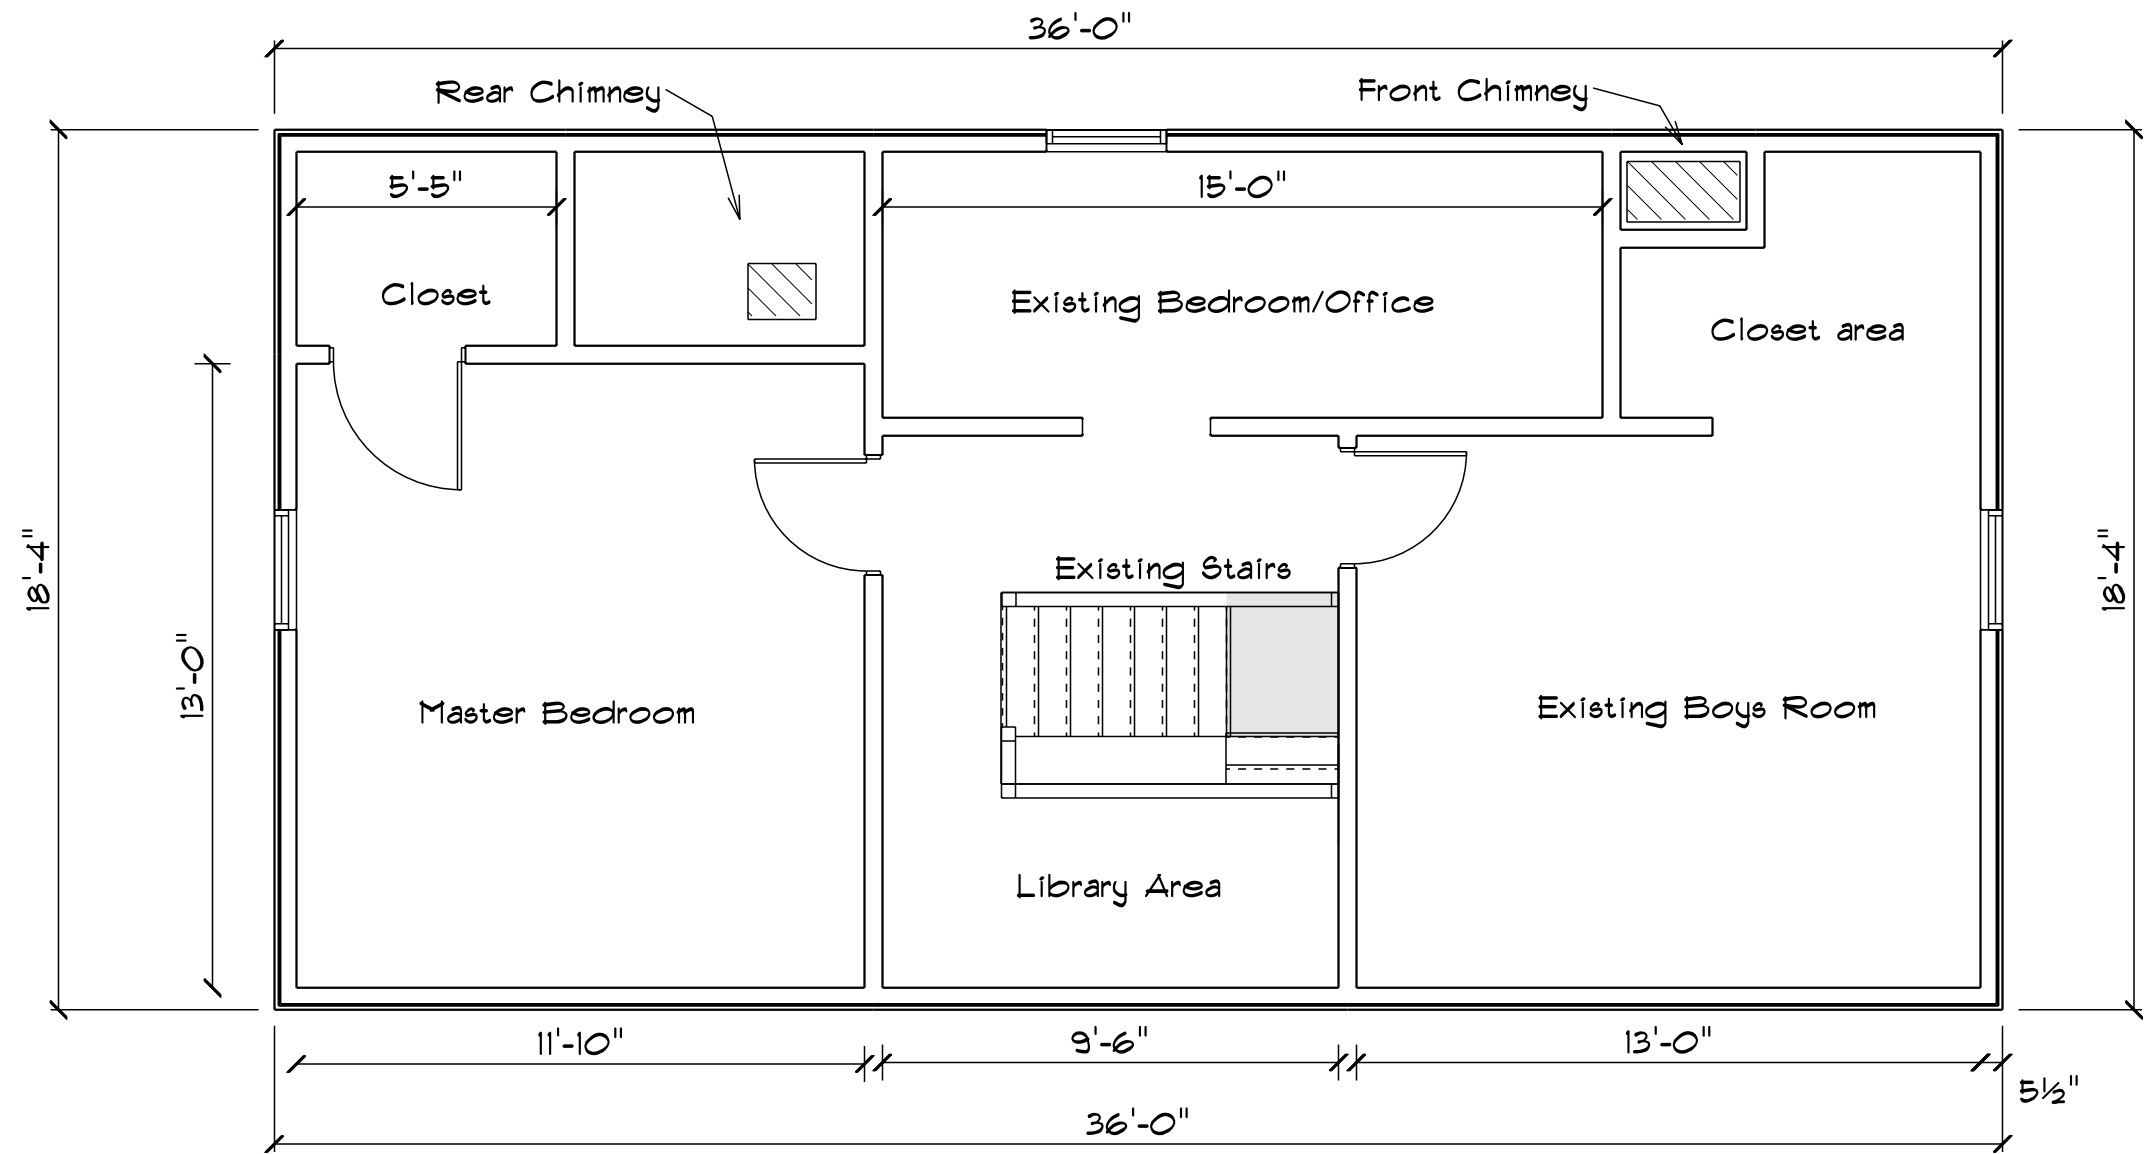 36'-0"
Rear Chimney
Front Chimney
5'-5"
15'-0"
Closet
Existing Bedroom/Office
Closet area
18'-4"
18'-4"
Existing Stairs
13'-0"
Master Bedroom
Existing Boys Room
Library Area
11'-10"
9'-6"
13'-0"
5½"
36'-0"